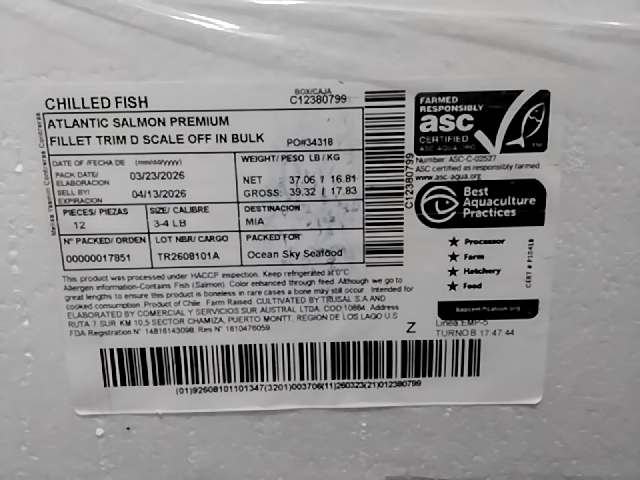 CHILLED FISH
BOX/CAJA
C12380799
ATLANTIC SALMON PREMIUM
FILLET TRIM D SCALE OFF IN BULK
PO#34318
DATE OF /FECHA DE (mm/dd/yyyy)
PACK DATE/ 03/23/2026
ELABORACION
SELL BY/ 04/13/2026
EXPIRACION
WEIGHT/ PESO LB / KG
NET 37.06 / 16.81
GROSS: 39.32 / 17.83
PIECES/ PIEZAS
12
SIZE/ CALIBRE
3-4 LB
DESTINACION
MIA
N° PACKED/ ORDEN
00000017851
LOT NBR/ CARGO
TR2608101A
PACKED FOR
Ocean Sky Seafood
C12380799
This product was processed under HACCP inspection. Keep refrigerated at 0°C.
Allergen information-Contains Fish (Salmon). Color enhanced through feed. Although we go to
great lengths to ensure this product is boneless in rare cases a bone may still occur. Intended for
cooked consumption Product of Chile. Farm Raised. CULTIVATED BY TRUSAL S.A AND
ELABORATED BY COMERCIAL Y SERVICIOS SUR AUSTRAL LTDA. COD 10884. Address
RUTA 7 SUR KM 10,5 SECTOR CHAMIZA, PUERTO MONTT. REGION DE LOS LAGO U.S
FDA Registration N° 14816143098. Res N° 1610476059
Z
(01)92608101101347(3201)003706(11)260323(21)012380799
FARMED
RESPONSIBLY
asc
CERTIFIED
ASC-AQUA.ORG
TM
Number: ASC-C-02527
ASC certified as responsibly farmed
www.asc-aqua.org
Best
Aquaculture
Practices
★ Processor
★ Farm
★ Hatchery
★ Feed
CERT # P10418
bapcertification.org
Linea EMP-5
TURNO B 17:47:44